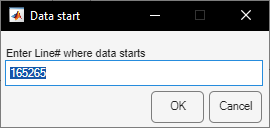 Data start
Enter Line# where data starts
165265
OK
Cancel